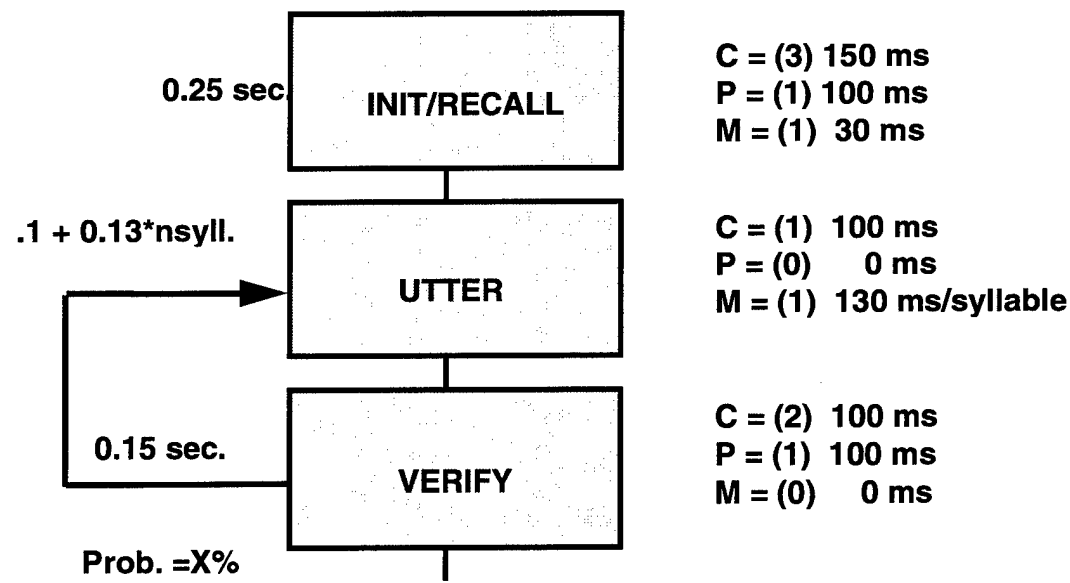 0.25 sec.
INIT/RECALL
C = (3) 150 ms
P = (1) 100 ms
M = (1) 30 ms
.1 + 0.13*nsyll.
UTTER
C = (1) 100 ms
P = (0) 0 ms
M = (1) 130 ms/syllable
0.15 sec.
VERIFY
C = (2) 100 ms
P = (1) 100 ms
M = (0) 0 ms
Prob. =X%